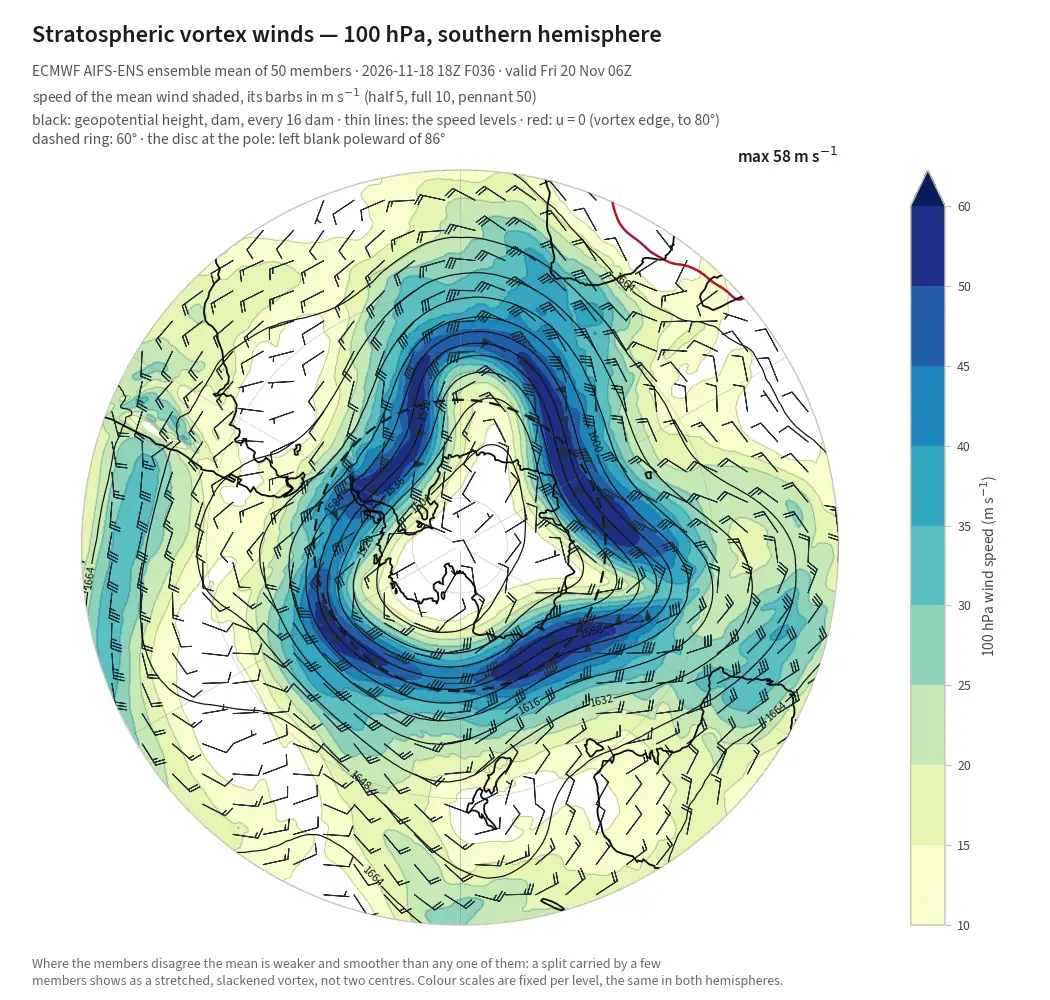 Stratospheric vortex winds — 100 hPa, southern hemisphere
ECMWF AIFS-ENS ensemble mean of 50 members · 2026-11-18 18Z F036 · valid Fri 20 Nov 06Z
speed of the mean wind shaded, its barbs in m s⁻¹ (half 5, full 10, pennant 50)
black: geopotential height, dam, every 16 dam · thin lines: the speed levels · red: u = 0 (vortex edge, to 80°)
dashed ring: 60° · the disc at the pole: left blank poleward of 86°
max 58 m s⁻¹
60
50
45
40
35
30
25
20
15
10
100 hPa wind speed (m s⁻¹)
1664
1600
1536
1584
1664
1568
1616
1632
1664
1648
1664
Where the members disagree the mean is weaker and smoother than any one of them: a split carried by a few
members shows as a stretched, slackened vortex, not two centres. Colour scales are fixed per level, the same in both hemispheres.